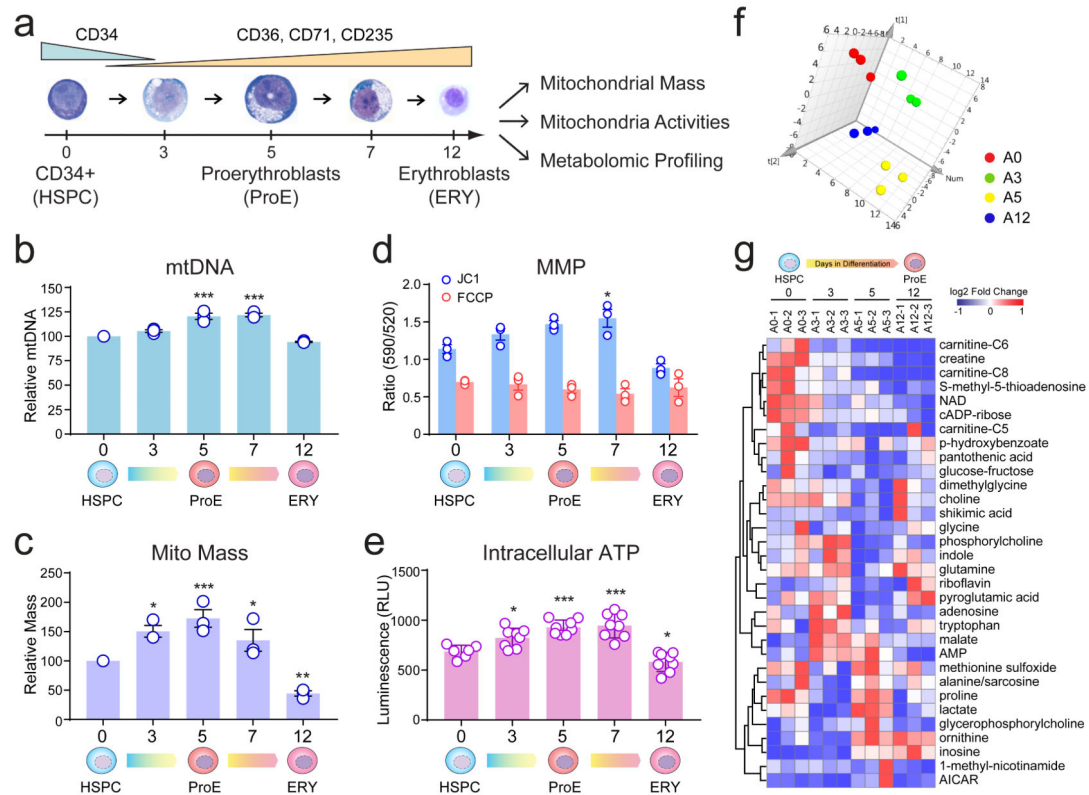 a
CD34
CD36, CD71, CD235
0
3
5
7
12
CD34+
(HSPC)
Proerythroblasts
(ProE)
Erythroblasts
(ERY)
Mitochondrial Mass
Mitochondria Activities
Metabolomic Profiling
b
mtDNA
Relative mtDNA
150
125
100
75
50
25
0
*** ***
0 3 5 7 12
HSPC ProE ERY
c
Mito Mass
Relative Mass
250
200
150
100
50
0
* *** * **
0 3 5 7 12
HSPC ProE ERY
d
MMP
JC1
FCCP
Ratio (590/520)
2.0
1.5
1.0
0.5
0.0
*
0 3 5 7 12
HSPC ProE ERY
e
Intracellular ATP
Luminescence (RLU)
1500
1000
500
0
* *** *** *
0 3 5 7 12
HSPC ProE ERY
f
t[1]
t[2]
Num
A0
A3
A5
A12
g
Days in Differentiation
HSPC ProE
0 3 5 12
log2 Fold Change
-1 0 1
A0-1 A0-2 A0-3 A3-1 A3-2 A3-3 A5-1 A5-2 A5-3 A12-1 A12-2 A12-3
carnitine-C6
creatine
carnitine-C8
S-methyl-5-thioadenosine
NAD
cADP-ribose
carnitine-C5
p-hydroxybenzoate
pantothenic acid
glucose-fructose
dimethylglycine
choline
shikimic acid
glycine
phosphorylcholine
indole
glutamine
riboflavin
pyroglutamic acid
adenosine
tryptophan
malate
AMP
methionine sulfoxide
alanine/sarcosine
proline
lactate
glycerophosphorylcholine
ornithine
inosine
1-methyl-nicotinamide
AICAR